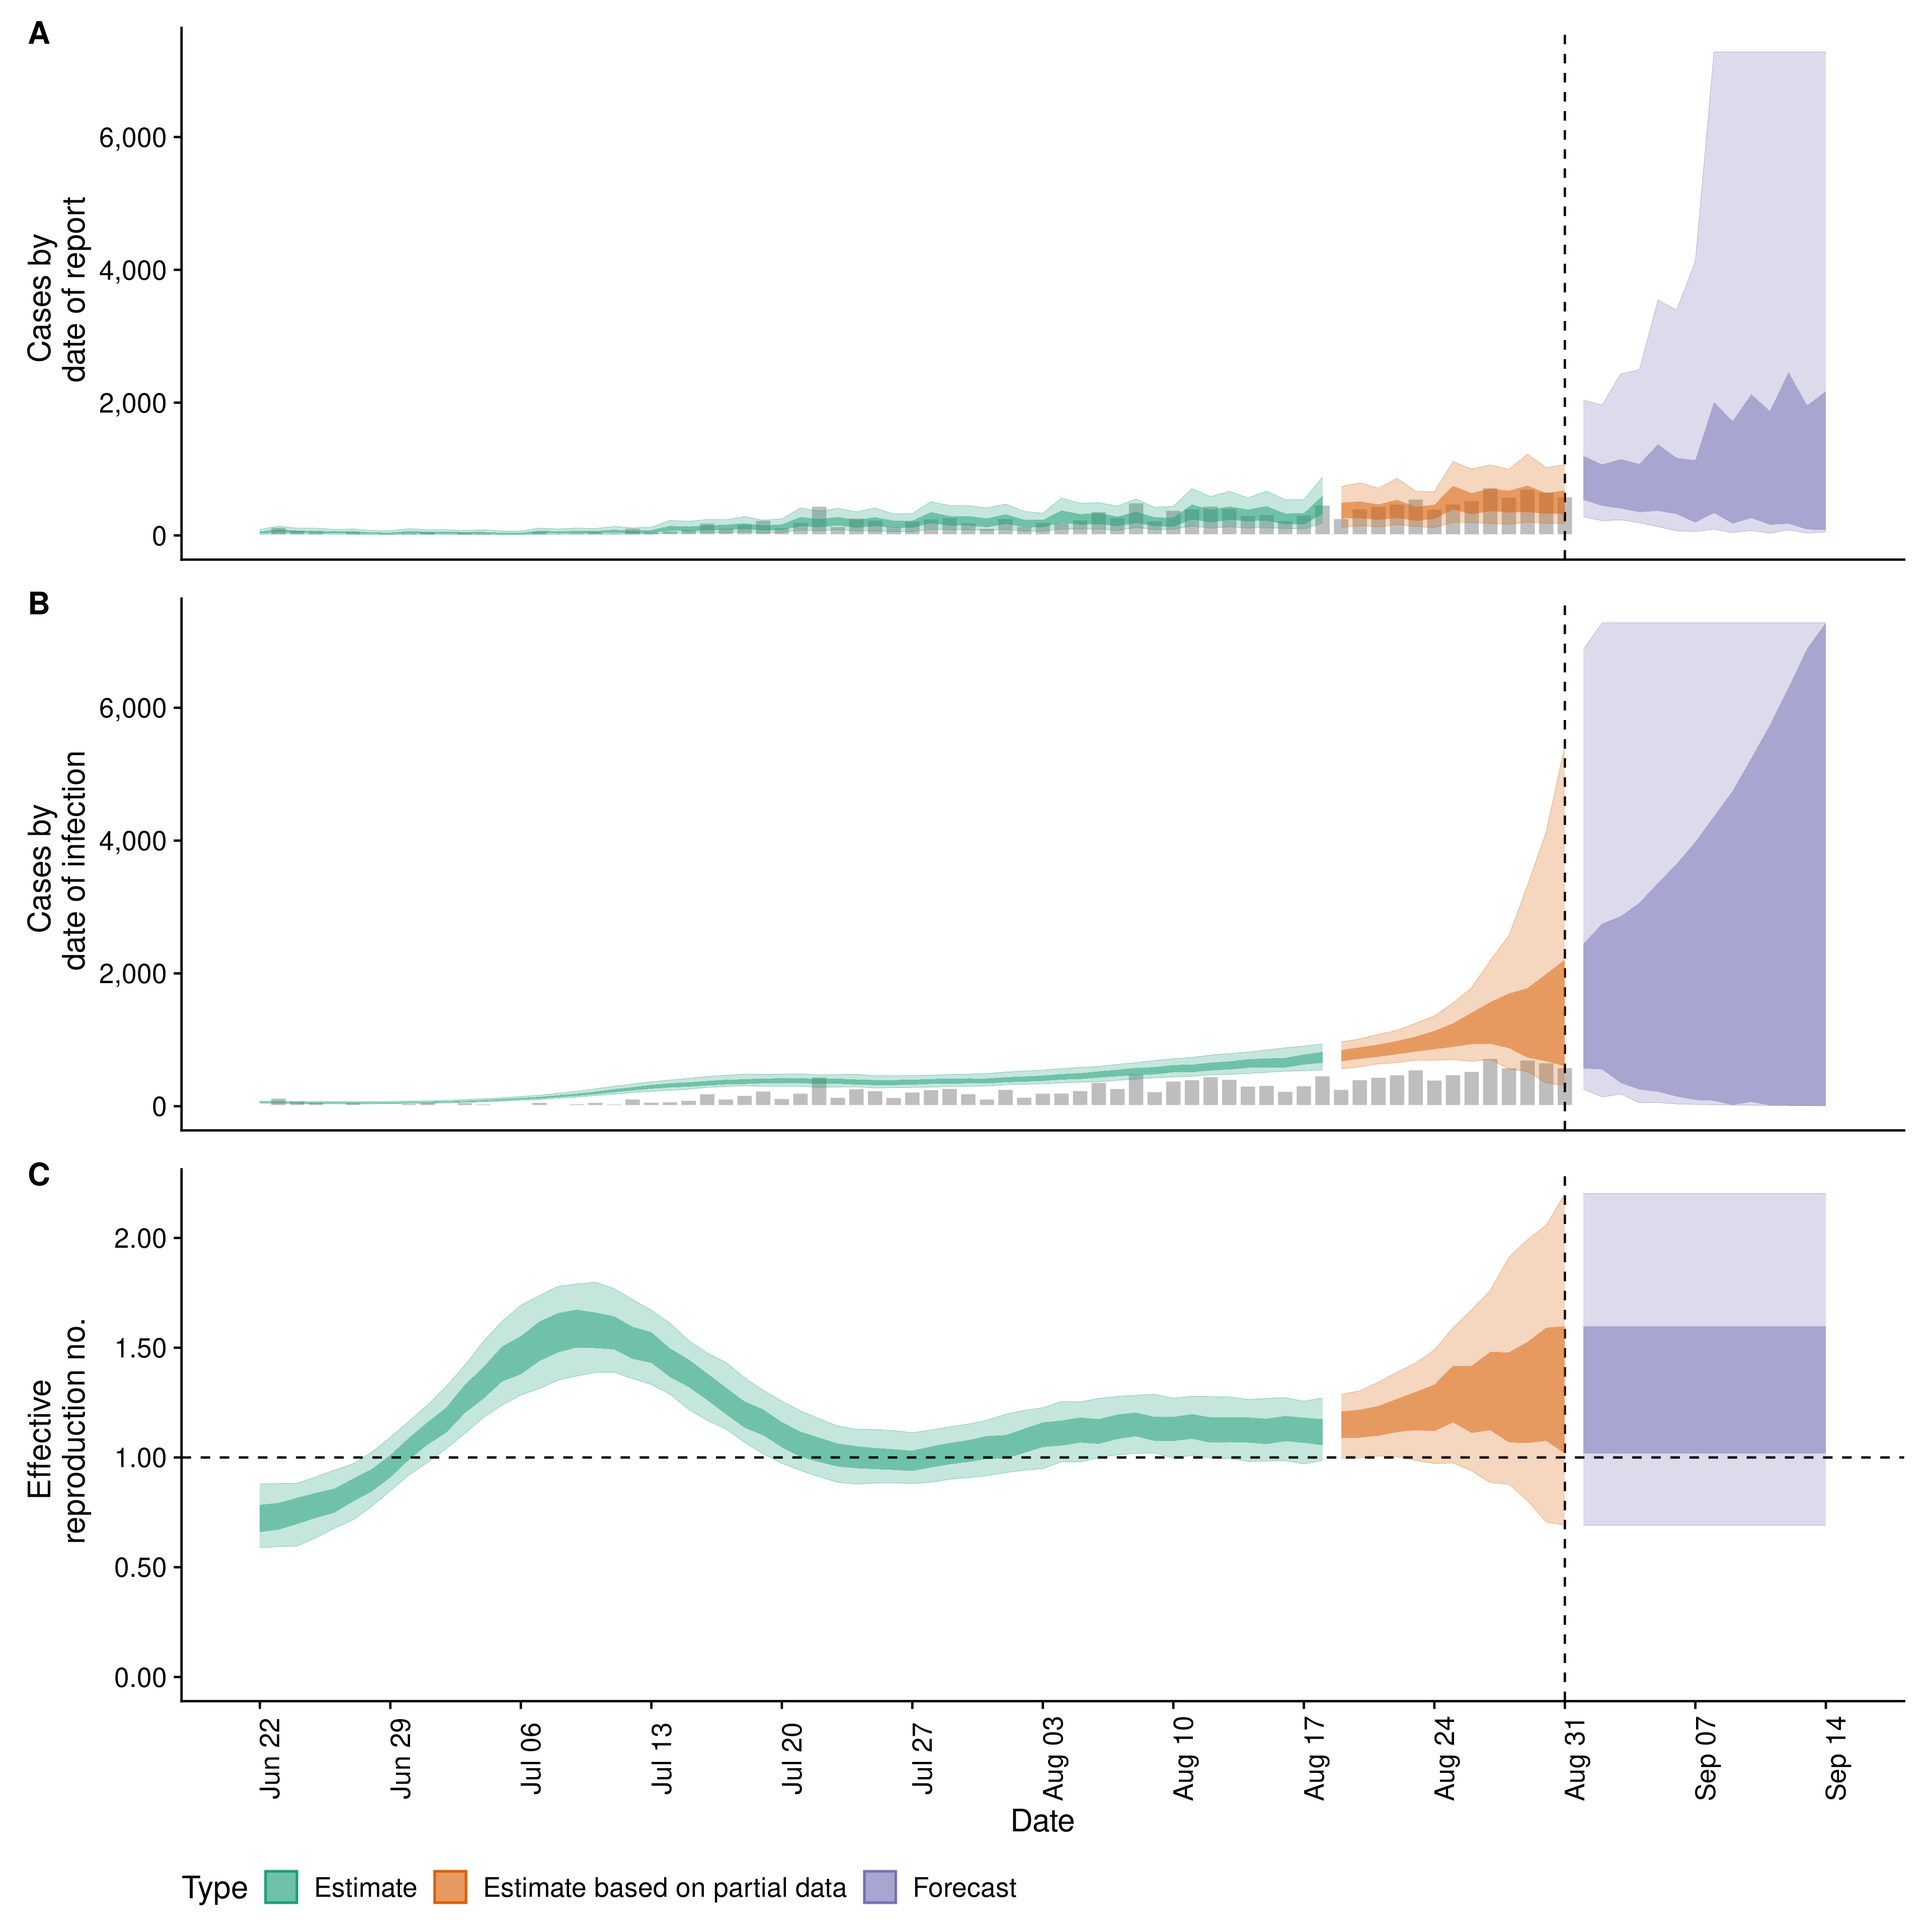 A
Cases by
date of report
6,000
4,000
2,000
0
B
Cases by
date of infection
6,000
4,000
2,000
0
C
Effective
reproduction no.
2.00
1.50
1.00
0.50
0.00
Jun 22
Jun 29
Jul 06
Jul 13
Jul 20
Jul 27
Aug 03
Aug 10
Aug 17
Aug 24
Aug 31
Sep 07
Sep 14
Date
Type Estimate Estimate based on partial data Forecast